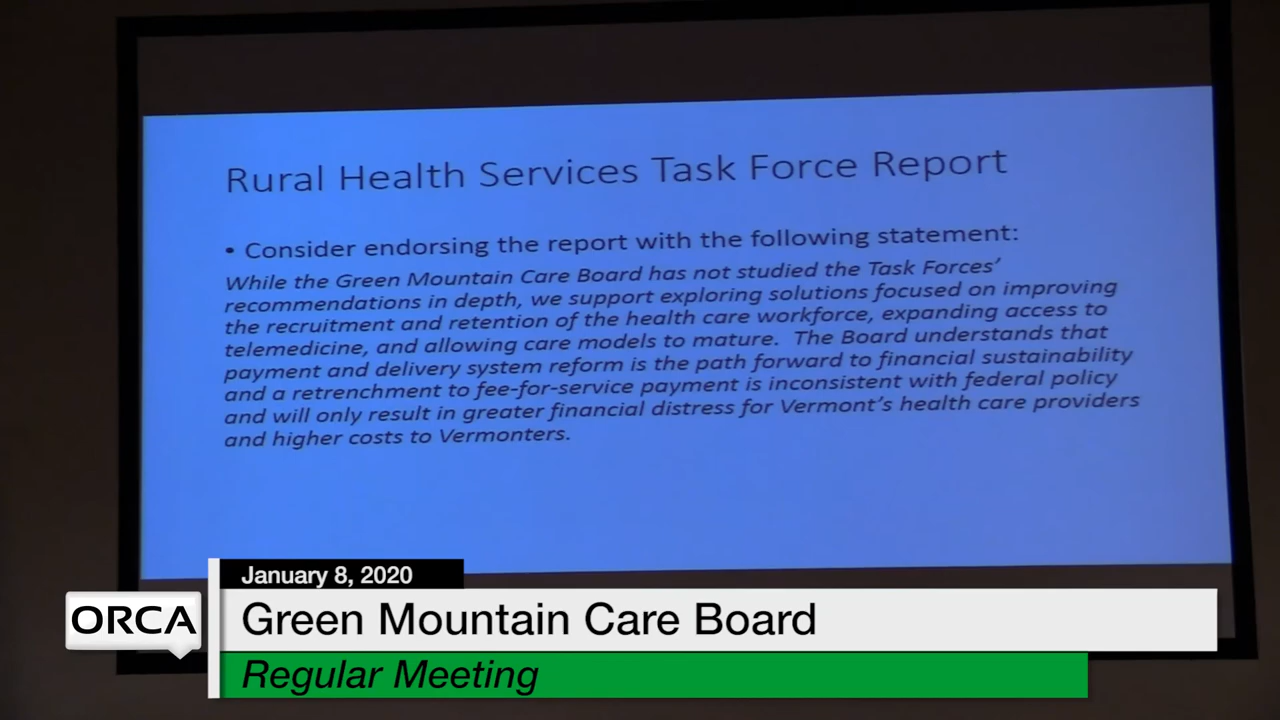 Rural Health Services Task Force Report
• Consider endorsing the report with the following statement:
While the Green Mountain Care Board has not studied the Task Forces’
recommendations in depth, we support exploring solutions focused on improving
the recruitment and retention of the health care workforce, expanding access to
telemedicine, and allowing care models to mature.  The Board understands that
payment and delivery system reform is the path forward to financial sustainability
and a retrenchment to fee-for-service payment is inconsistent with federal policy
and will only result in greater financial distress for Vermont’s health care providers
and higher costs to Vermonters.
January 8, 2020
ORCA
Green Mountain Care Board
Regular Meeting